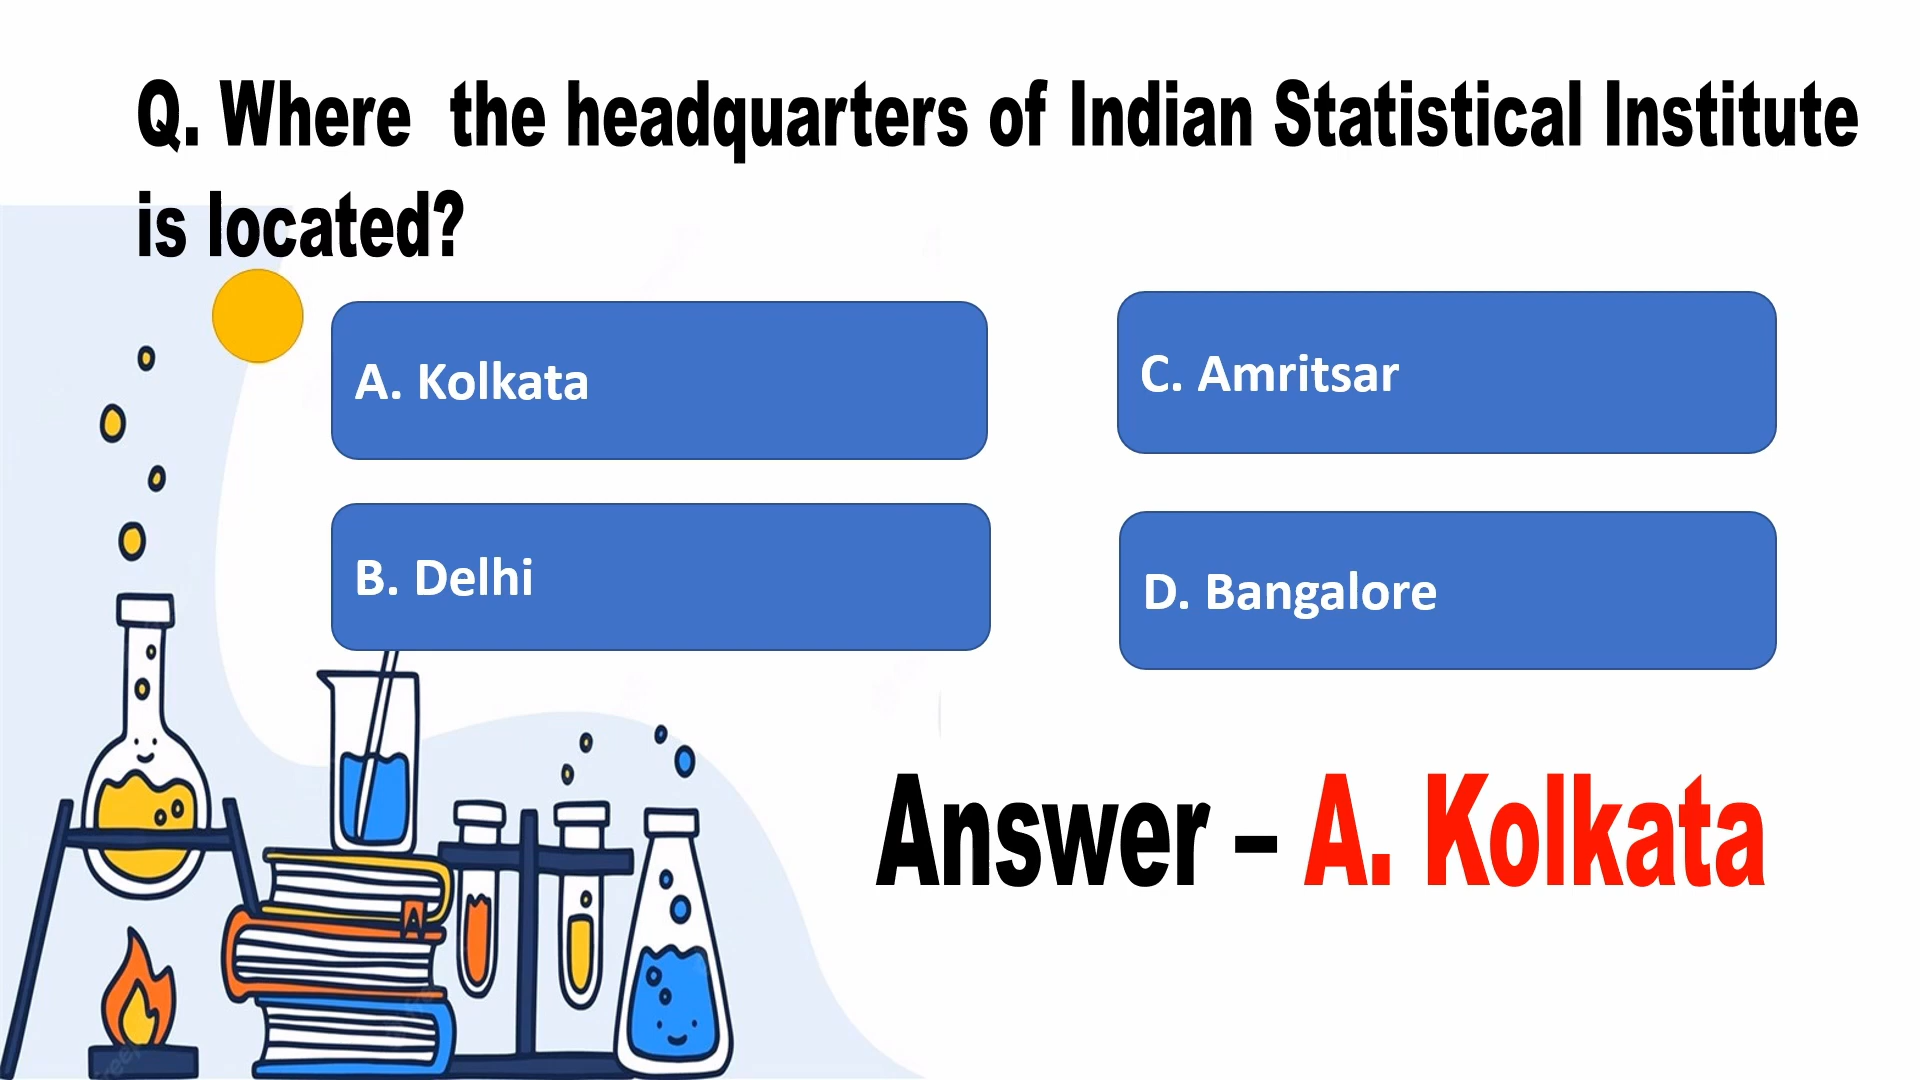 Q. Where  the headquarters of Indian Statistical Institute
is located?
A. Kolkata
C. Amritsar
B. Delhi
D. Bangalore
Answer – A. Kolkata